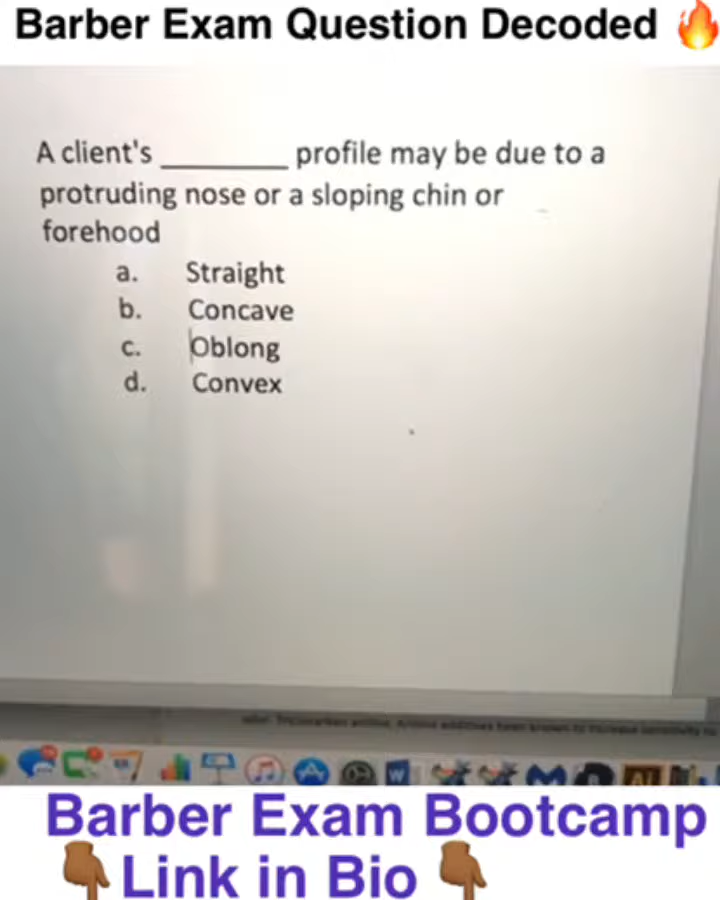 Barber Exam Question Decoded 🔥
A client's ________ profile may be due to a
protruding nose or a sloping chin or
forehood
a. Straight
b. Concave
c. Oblong
d. Convex
W
Barber Exam Bootcamp
👇🏾 Link in Bio 👇🏾